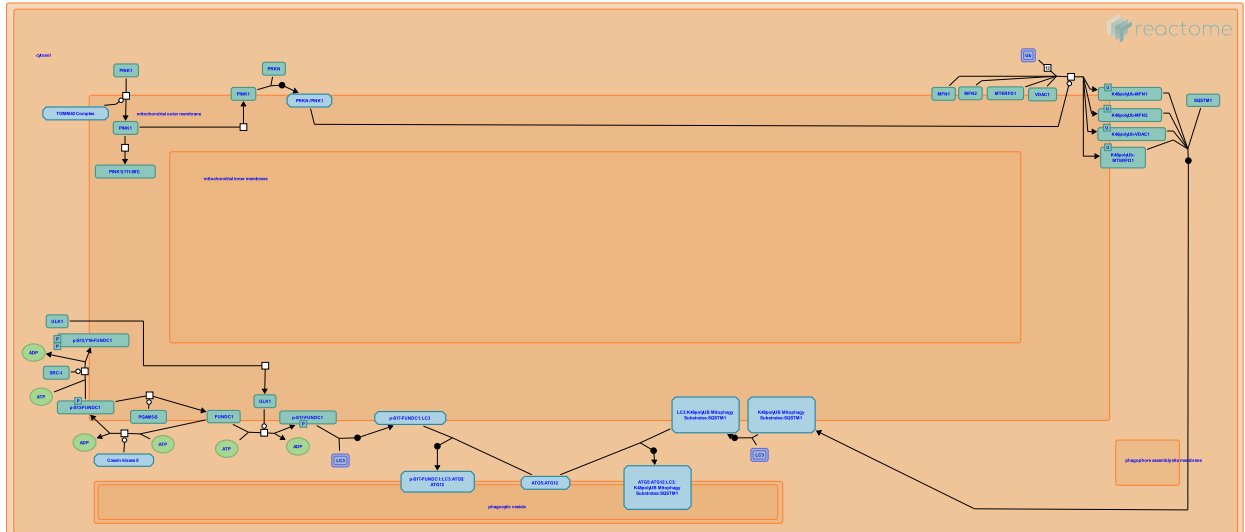 reactome
cytosol
PINK1
TOMM40 Complex
mitochondrial outer membrane
PINK1
PINK1(111-581)
PINK1
PRKN
PRKN:PINK1
Ub
12
MFN1
MFN2
MTERFD1
VDAC1
U
K48polyUb-MFN1
U
K48polyUb-MFN2
U
K48polyUb-VDAC1
U
K48polyUb-
MTERFD1
SQSTM1
mitochondrial inner membrane
ULK1
P
P
p-S13,Y18-FUNDC1
ADP
SRC-1
ATP
P
p-S13-FUNDC1
PGAM5-S
FUNDC1
ULK1
p-S17-FUNDC1
P
ADP
ATP
Casein kinase II
ATP
ADP
LC3
p-S17-FUNDC1:LC3
p-S17-FUNDC1:LC3:ATG5:
ATG12
ATG5:ATG12
LC3:K48polyUB Mitophagy
Substrates:SQSTM1
K48polyUB Mitophagy
Substrates:SQSTM1
LC3
ATG5:ATG12:LC3:
K48polyUB Mitophagy
Substrates:SQSTM1
phagocytic vesicle
phagophore assembly site membrane